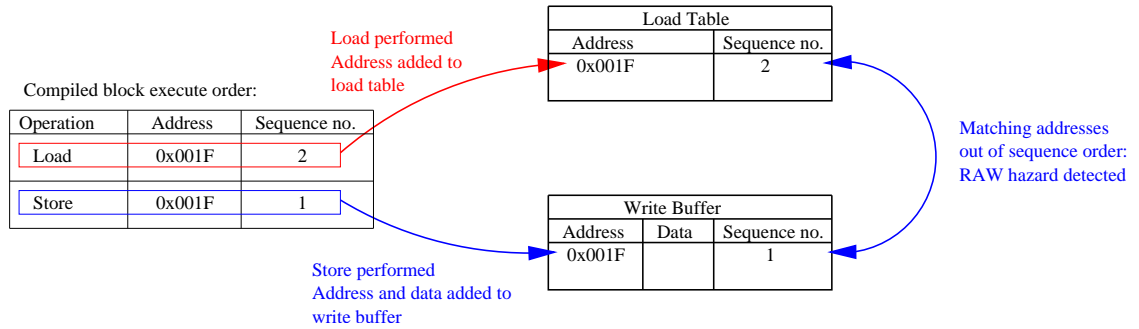 Load performed
Address added to
load table
Compiled block execute order:
Operation Address Sequence no.
Load 0x001F 2
Store 0x001F 1
Store performed
Address and data added to
write buffer
Load Table
Address Sequence no.
0x001F 2
Write Buffer
Address Data Sequence no.
0x001F 1
Matching addresses
out of sequence order:
RAW hazard detected